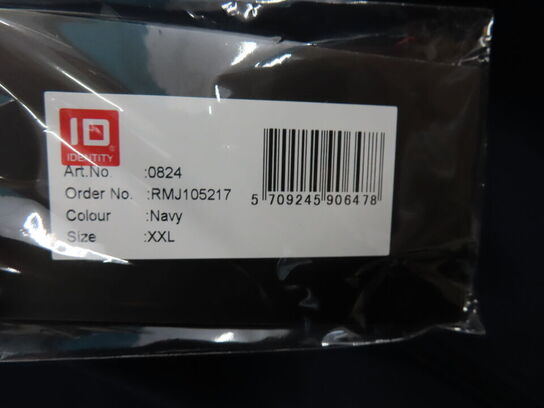 ID
IDENTITY
Art.No. :0824
Order No. :RMJ105217
Colour :Navy
Size :XXL
5 709245 906478